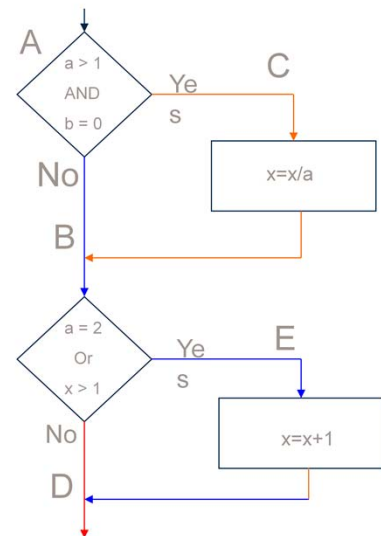 A
a > 1
AND
b = 0
Ye
s
C
x=x/a
No
B
a = 2
Or
x > 1
Ye
s
E
x=x+1
No
D